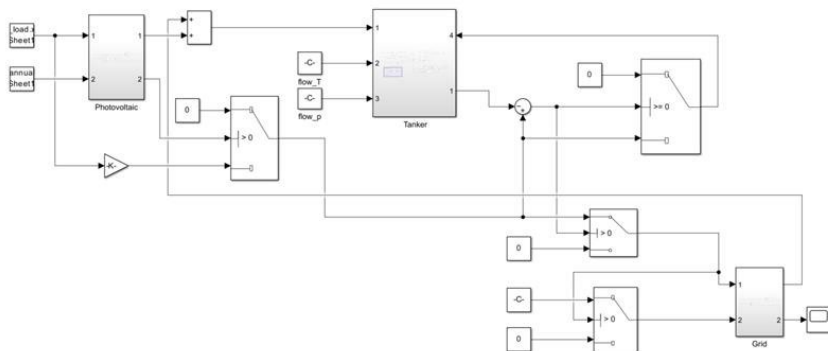 _load.x
Sheet1
annua
Sheet1
1
2
Photovoltaic
1
2
+
+
0
> 0
-K-
-C-
flow_T
-C-
flow_p
1
2
3
4
1
Tanker
−
+
0
>= 0
> 0
0
-C-
> 0
0
1
2
1
2
Grid